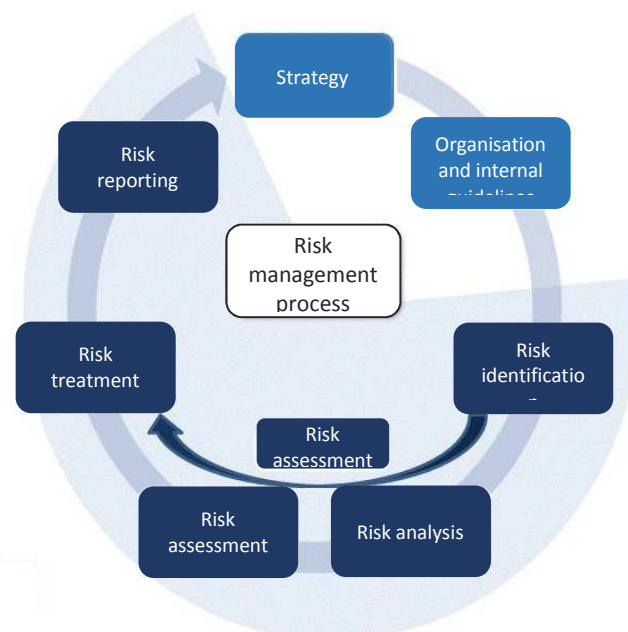 Strategy
Organisation
and internal
guidelines
Risk
reporting
Risk
management
process
Risk
identificatio
n
Risk
treatment
Risk
assessment
Risk
assessment
Risk analysis